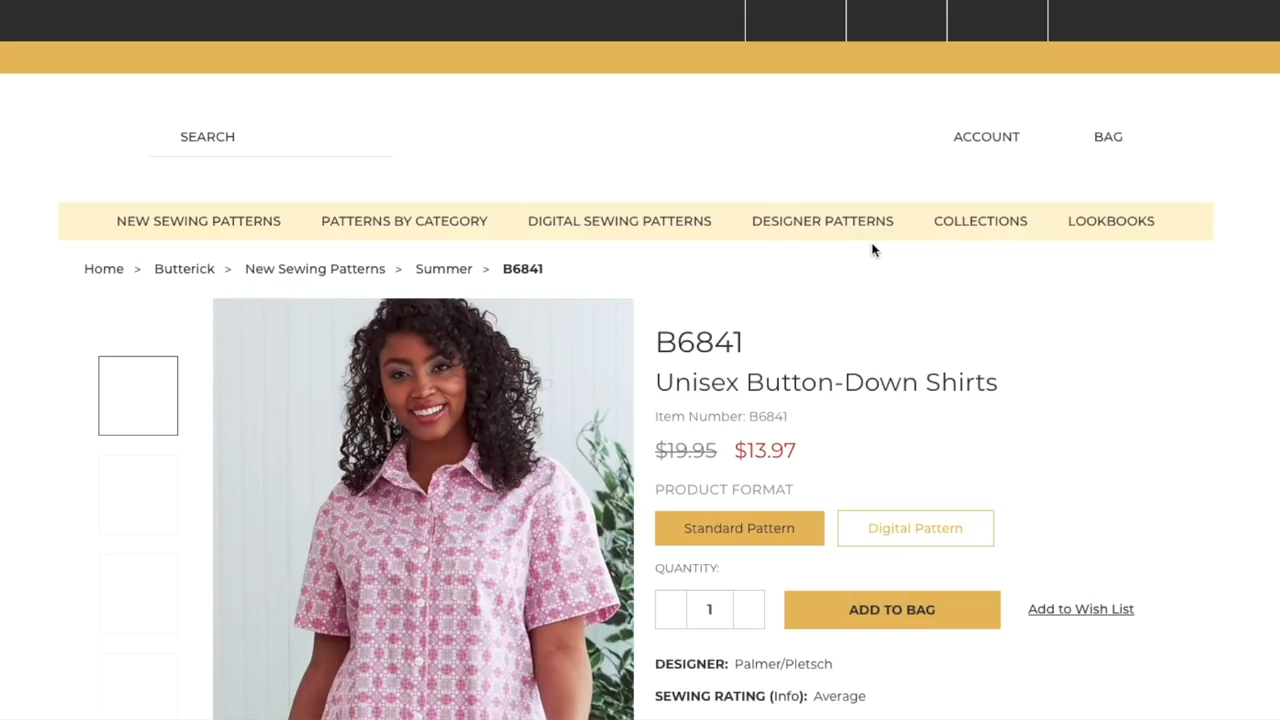 SEARCH
ACCOUNT
BAG
NEW SEWING PATTERNS
PATTERNS BY CATEGORY
DIGITAL SEWING PATTERNS
DESIGNER PATTERNS
COLLECTIONS
LOOKBOOKS
Home > Butterick > New Sewing Patterns > Summer > B6841
B6841
Unisex Button-Down Shirts
Item Number: B6841
$19.95 $13.97
PRODUCT FORMAT
Standard Pattern
Digital Pattern
QUANTITY:
1
ADD TO BAG
Add to Wish List
DESIGNER: Palmer/Pletsch
SEWING RATING (Info): Average